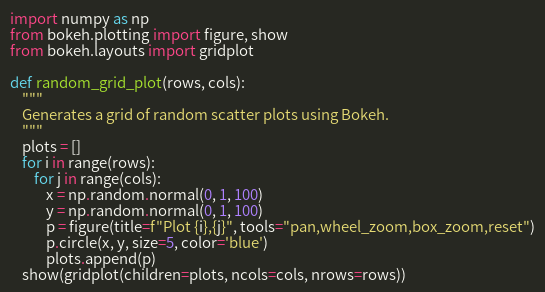 import numpy as np
from bokeh.plotting import figure, show
from bokeh.layouts import gridplot

def random_grid_plot(rows, cols):
    """
    Generates a grid of random scatter plots using Bokeh.
    """
    plots = []
    for i in range(rows):
        for j in range(cols):
            x = np.random.normal(0, 1, 100)
            y = np.random.normal(0, 1, 100)
            p = figure(title=f"Plot {i},{j}", tools="pan,wheel_zoom,box_zoom,reset")
            p.circle(x, y, size=5, color='blue')
            plots.append(p)
    show(gridplot(children=plots, ncols=cols, nrows=rows))